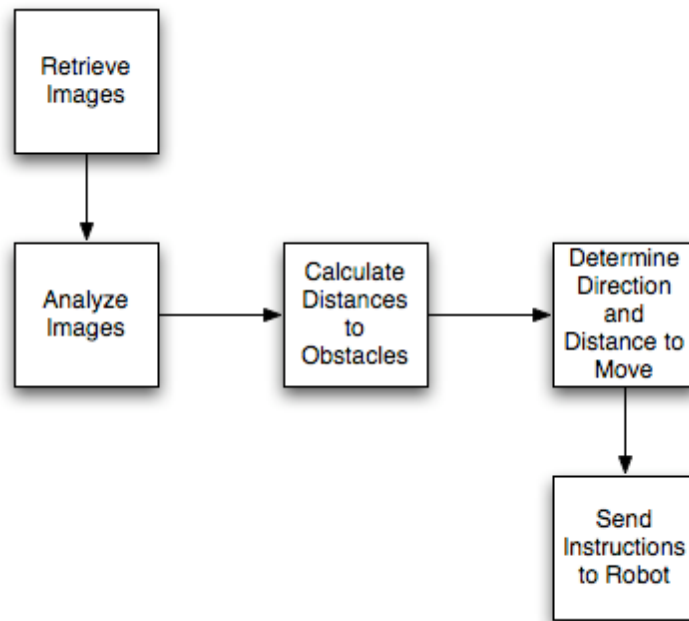 Retrieve
Images
Analyze
Images
Calculate
Distances
to
Obstacles
Determine
Direction
and
Distance to
Move
Send
Instructions
to Robot